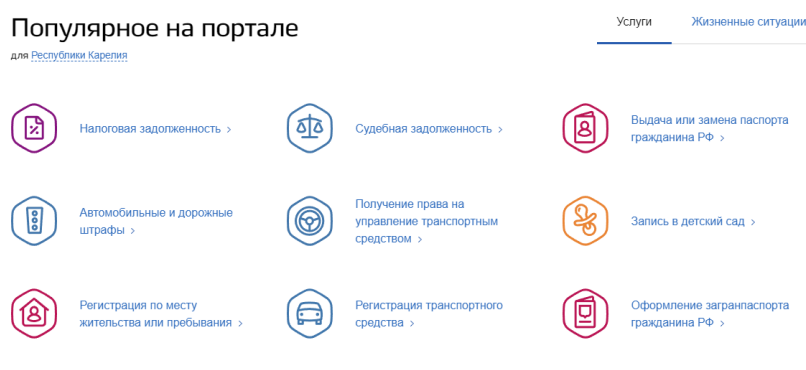 Популярное на портале
для Республики Карелия
Услуги
Жизненные ситуации
Налоговая задолженность
Судебная задолженность
Выдача или замена паспорта
гражданина РФ
Автомобильные и дорожные
штрафы
Получение права на
управление транспортным
средством
Запись в детский сад
Регистрация по месту
жительства или пребывания
Регистрация транспортного
средства
Оформление загранпаспорта
гражданина РФ